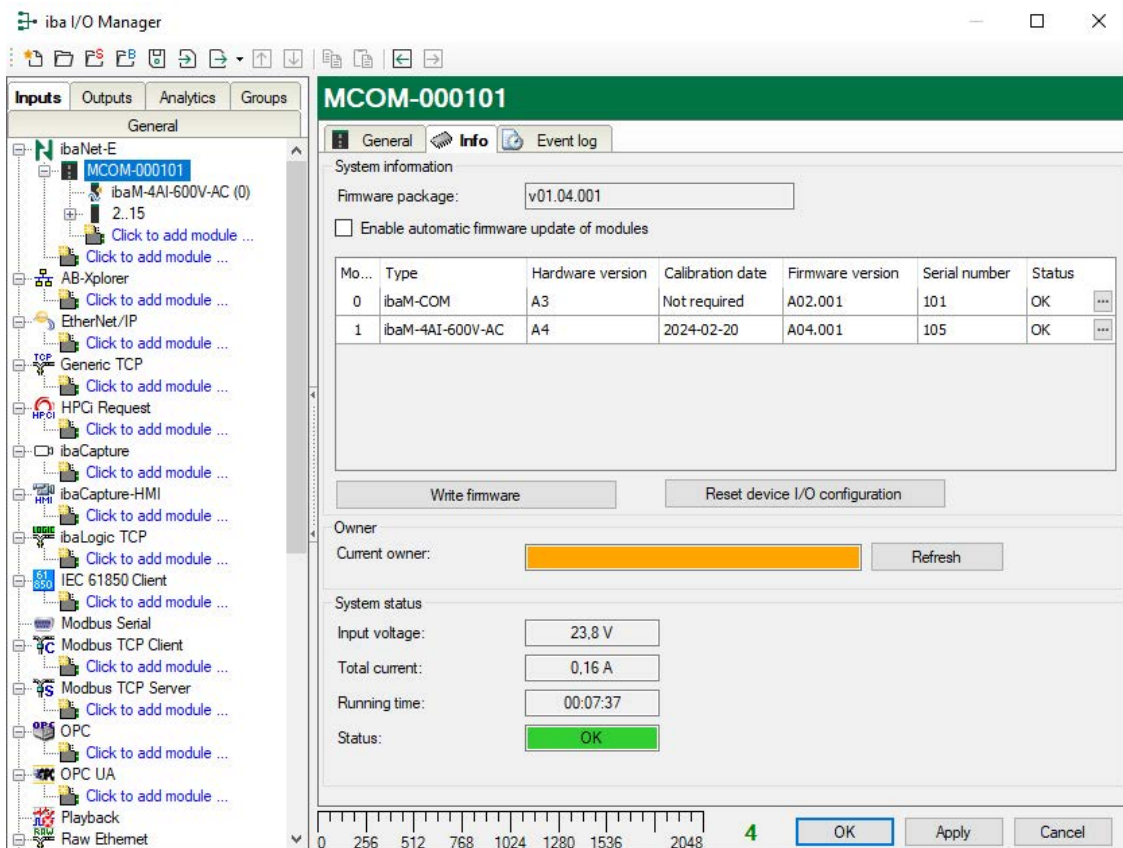 iba I/O Manager
Inputs Outputs Analytics Groups
General
ibaNet-E
MCOM-000101
ibaM-4AI-600V-AC (0)
2..15
Click to add module ...
Click to add module ...
AB-Xplorer
Click to add module ...
EtherNet/IP
Click to add module ...
TCP
Generic TCP
Click to add module ...
HPCi
HPCi Request
Click to add module ...
ibaCapture
Click to add module ...
HMI
ibaCapture-HMI
Click to add module ...
LOGIC
ibaLogic TCP
Click to add module ...
61
850
IEC 61850 Client
Click to add module ...
Modbus Serial
Modbus TCP Client
Click to add module ...
Modbus TCP Server
Click to add module ...
OPC
OPC
Click to add module ...
OPC UA
Click to add module ...
Playback
RAW
Raw Ethernet
MCOM-000101
General Info Event log
System information
Firmware package: v01.04.001
Enable automatic firmware update of modules
Mo... Type Hardware version Calibration date Firmware version Serial number Status
0 ibaM-COM A3 Not required A02.001 101 OK ...
1 ibaM-4AI-600V-AC A4 2024-02-20 A04.001 105 OK ...
Write firmware Reset device I/O configuration
Owner
Current owner: Refresh
System status
Input voltage: 23,8 V
Total current: 0,16 A
Running time: 00:07:37
Status: OK
0 256 512 768 1024 1280 1536 2048
4 OK Apply Cancel